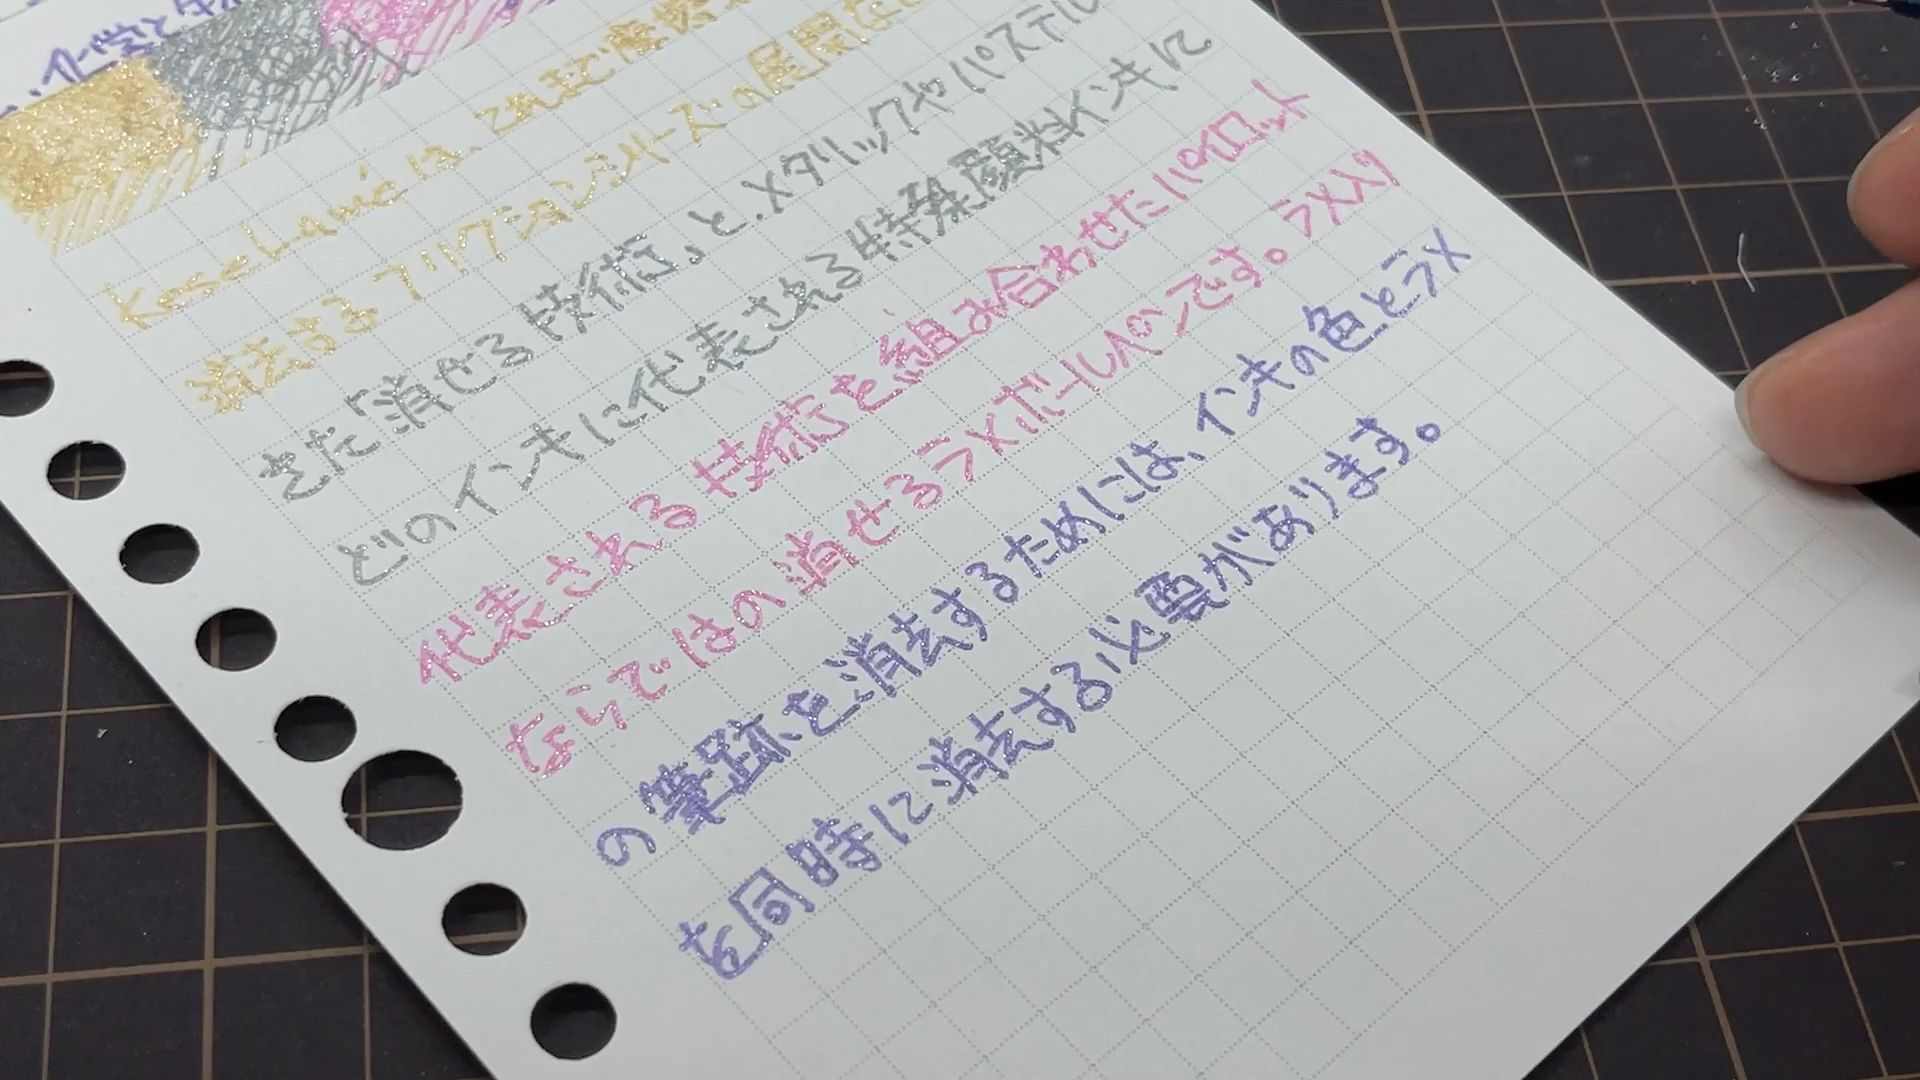 Kese Lamé は、これまで
消去する フリクションシリーズの展開
きた「消せる技術」と、メタリックやパステル
どのインキに代表される特殊顔料インキに
代表される技術を組み合わせたパイロット
ならではの消せるラメボールペンです。ラメ入り
の筆跡を消去するためには、インキの色とラメ
を同時に消去する必要があります。